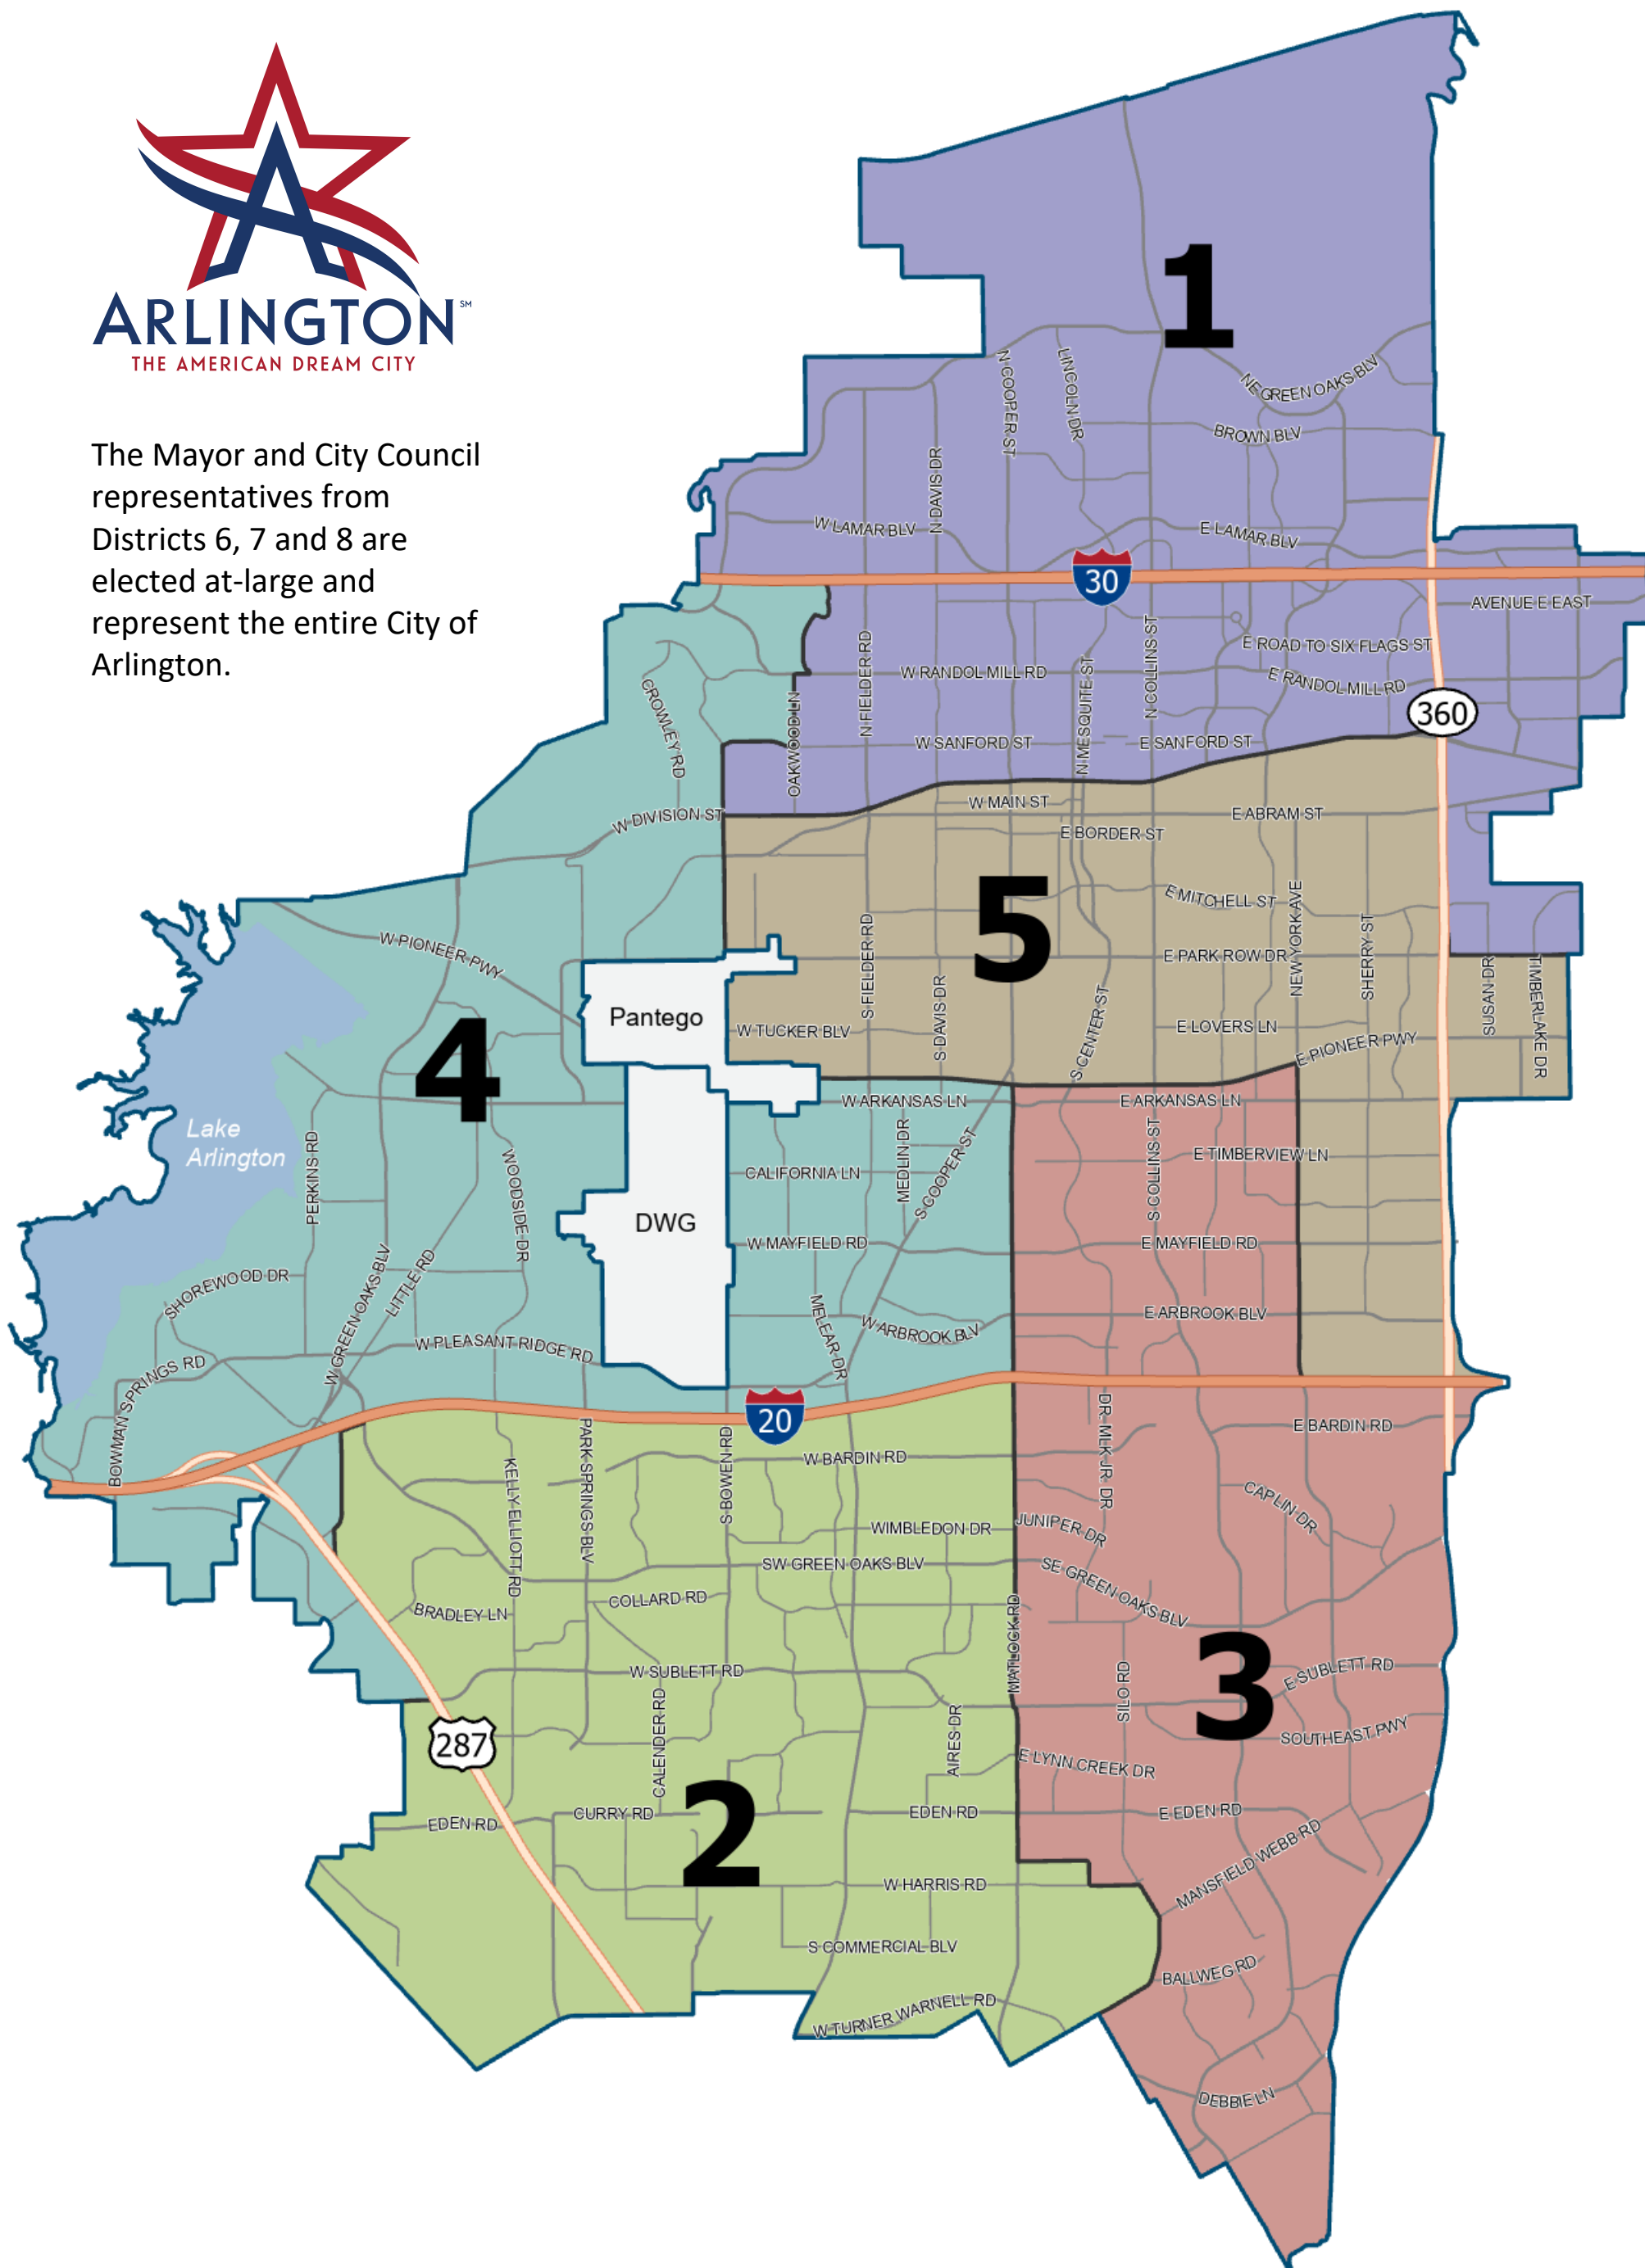 ARLINGTON SM
THE AMERICAN DREAM CITY
The Mayor and City Council
representatives from
Districts 6, 7 and 8 are
elected at-large and
represent the entire City of
Arlington.
1
N COOPER ST
LINCOLN DR
NE GREEN OAKS BLV
BROWN BLV
N DAVIS DR
W LAMAR BLV
E LAMAR BLV
30
AVENUE E EAST
E ROAD TO SIX FLAGS ST
N FIELDER RD
W RANDOL MILL RD
N MESQUITE ST
N COLLINS ST
E RANDOL MILL RD
360
CROWLEY RD
OAKWOOD LN
W SANFORD ST
E SANFORD ST
W DIVISION ST
W MAIN ST
E ABRAM ST
E BORDER ST
5
E MITCHELL ST
NEW YORK AVE
SHERRY ST
W PIONEER PWY
S FIELDER RD
E PARK ROW DR
SUSAN DR
TIMBERLAKE DR
Pantego
W TUCKER BLV
S DAVIS DR
S CENTER ST
E LOVERS LN
E PIONEER PWY
4
W ARKANSAS LN
E ARKANSAS LN
Lake
Arlington
PERKINS RD
WOODSIDE DR
CALIFORNIA LN
MEDLIN DR
S COOPER ST
S COLLINS ST
E TIMBERVIEW LN
DWG
W MAYFIELD RD
E MAYFIELD RD
SHOREWOOD DR
W GREEN OAKS BLV
LITTLE RD
MELEAR DR
W ARBROOK BLV
E ARBROOK BLV
W PLEASANT RIDGE RD
BOWMAN SPRINGS RD
20
PARK SPRINGS BLV
S BOWEN RD
DR. MLK JR. DR
E BARDIN RD
W BARDIN RD
KELLY ELLIOTT RD
CAPLIN DR
WIMBLEDON DR
JUNIPER DR
SW GREEN OAKS BLV
SE GREEN OAKS BLV
COLLARD RD
BRADLEY LN
MATLOCK RD
W SUBLETT RD
SILO RD
3
E SUBLETT RD
CALENDER RD
AIRES DR
SOUTHEAST PWY
287
E LYNN CREEK DR
2
EDEN RD
CURRY RD
EDEN RD
E EDEN RD
MANSFIELD WEBB RD
W HARRIS RD
S COMMERCIAL BLV
BALLWEG RD
W TURNER WARNELL RD
DEBBIE LN